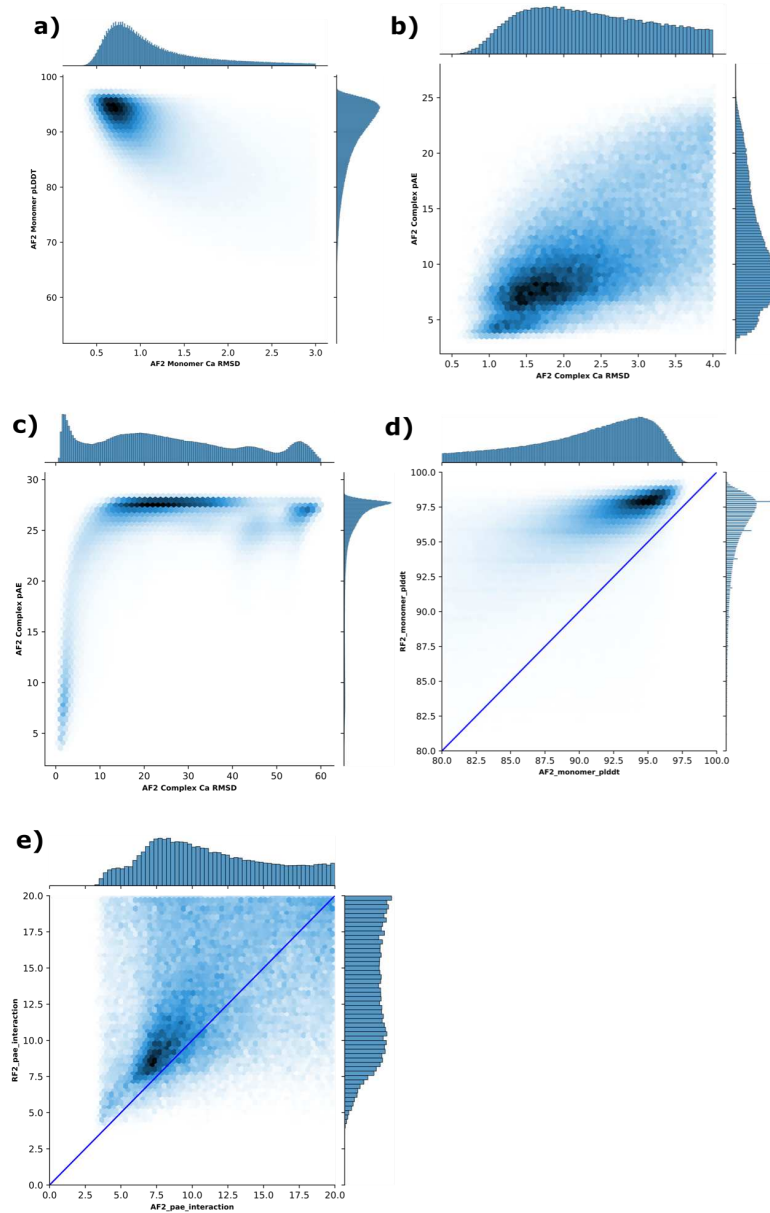 a)
100
90
80
70
60
AF2 Monomer pLDDT
0.5 1.0 1.5 2.0 2.5 3.0
AF2 Monomer Ca RMSD
b)
25
20
15
10
5
AF2 Complex pAE
0.5 1.0 1.5 2.0 2.5 3.0 3.5 4.0
AF2 Complex Ca RMSD
c)
30
25
20
15
10
5
AF2 Complex pAE
0 10 20 30 40 50 60
AF2 Complex Ca RMSD
d)
100.0
97.5
95.0
92.5
90.0
87.5
85.0
82.5
80.0
RF2_monomer_plddt
80.0 82.5 85.0 87.5 90.0 92.5 95.0 97.5 100.0
AF2_monomer_plddt
e)
20.0
17.5
15.0
12.5
10.0
7.5
5.0
2.5
0.0
RF2_pae_interaction
0.0 2.5 5.0 7.5 10.0 12.5 15.0 17.5 20.0
AF2_pae_interaction